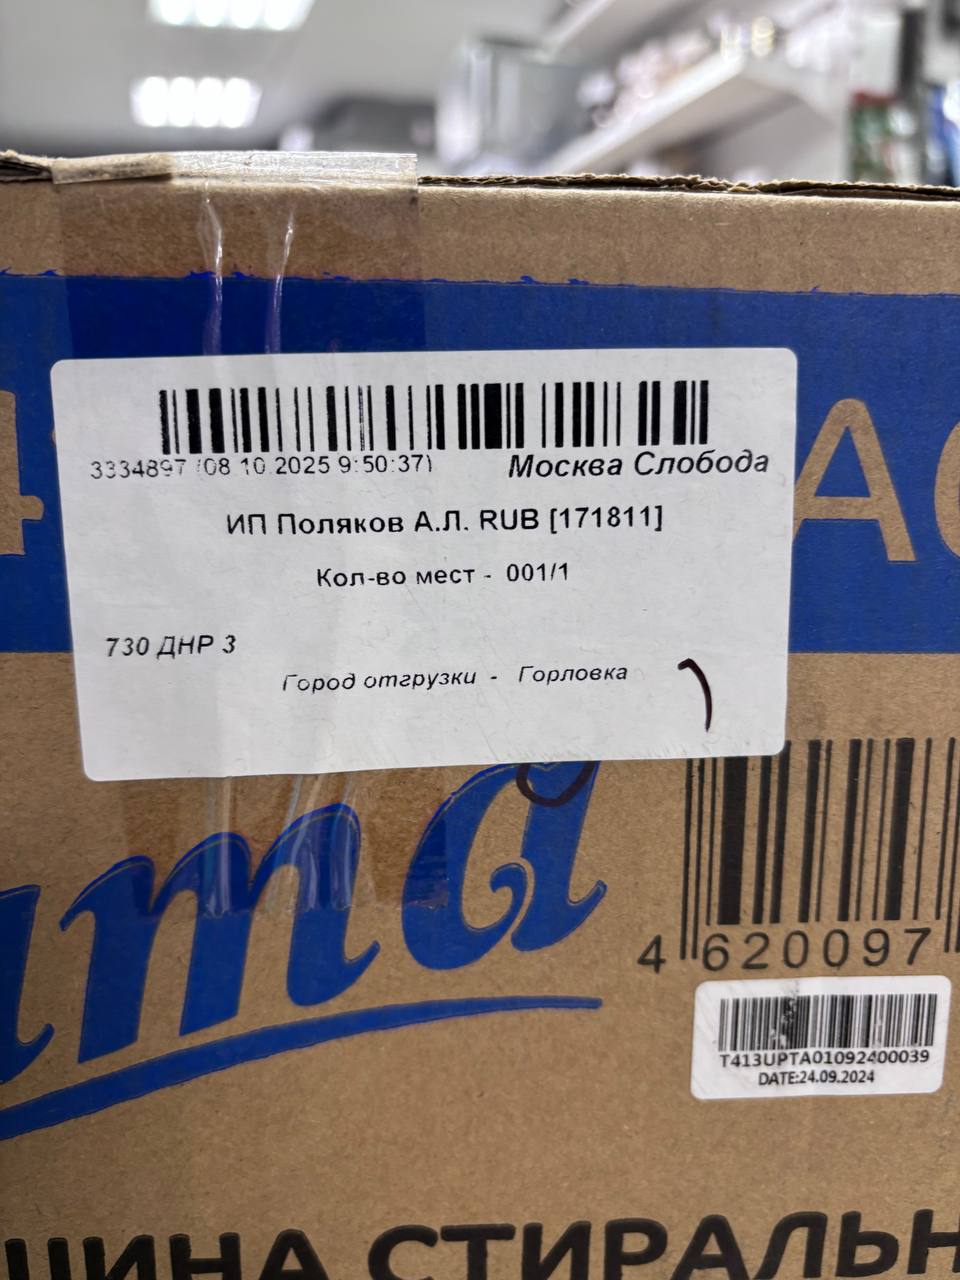 3334897 (08.10.2025 9:50:37)
Москва Слобода
ИП Поляков А.Л. RUB [171811]
Кол-во мест - 001/1
730 ДНР 3
Город отгрузки - Горловка
4 620097
T413UPTA01092400039
DATE:24.09.2024
СТИРАЛЬН